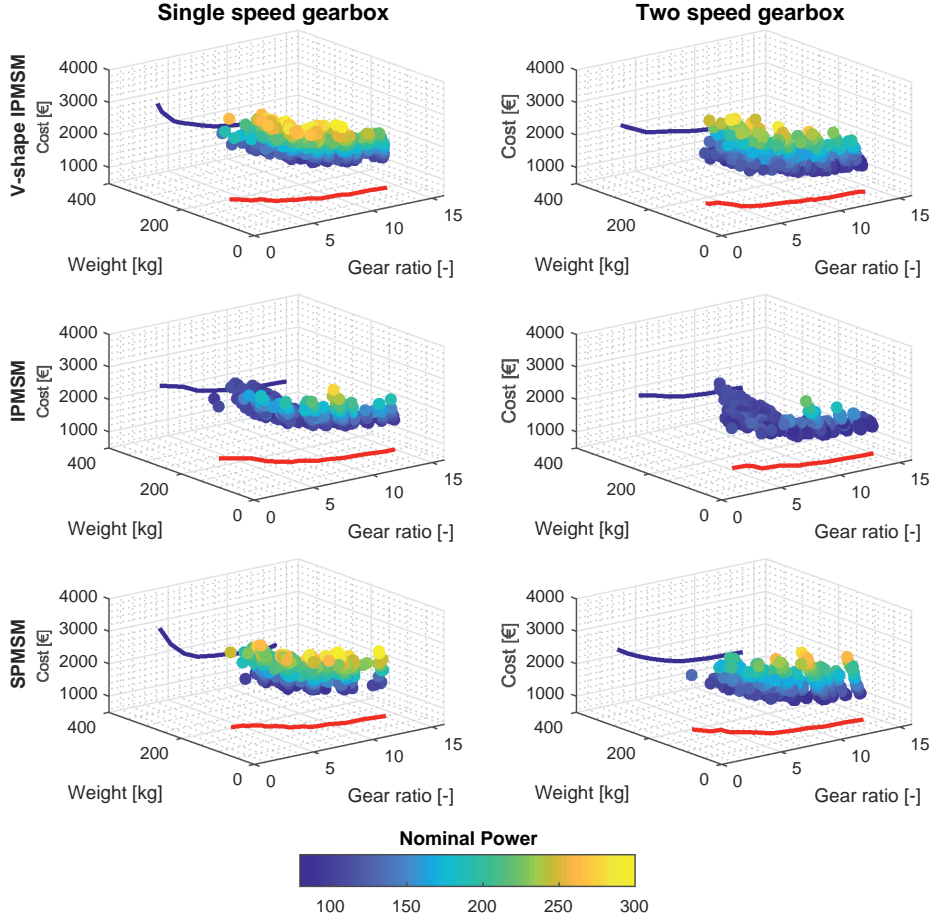 Single speed gearbox
Two speed gearbox
V-shape IPMSM
Cost [€]
4000
3000
2000
1000
400
200
0
Weight [kg]
0
5
10
15
Gear ratio [-]
Cost [€]
4000
3000
2000
1000
400
200
0
Weight [kg]
0
5
10
15
Gear ratio [-]
IPMSM
Cost [€]
4000
3000
2000
1000
400
200
0
Weight [kg]
0
5
10
15
Gear ratio [-]
Cost [€]
4000
3000
2000
1000
400
200
0
Weight [kg]
0
5
10
15
Gear ratio [-]
SPMSM
Cost [€]
4000
3000
2000
1000
400
200
0
Weight [kg]
0
5
10
15
Gear ratio [-]
Cost [€]
4000
3000
2000
1000
400
200
0
Weight [kg]
0
5
10
15
Gear ratio [-]
Nominal Power
100 150 200 250 300